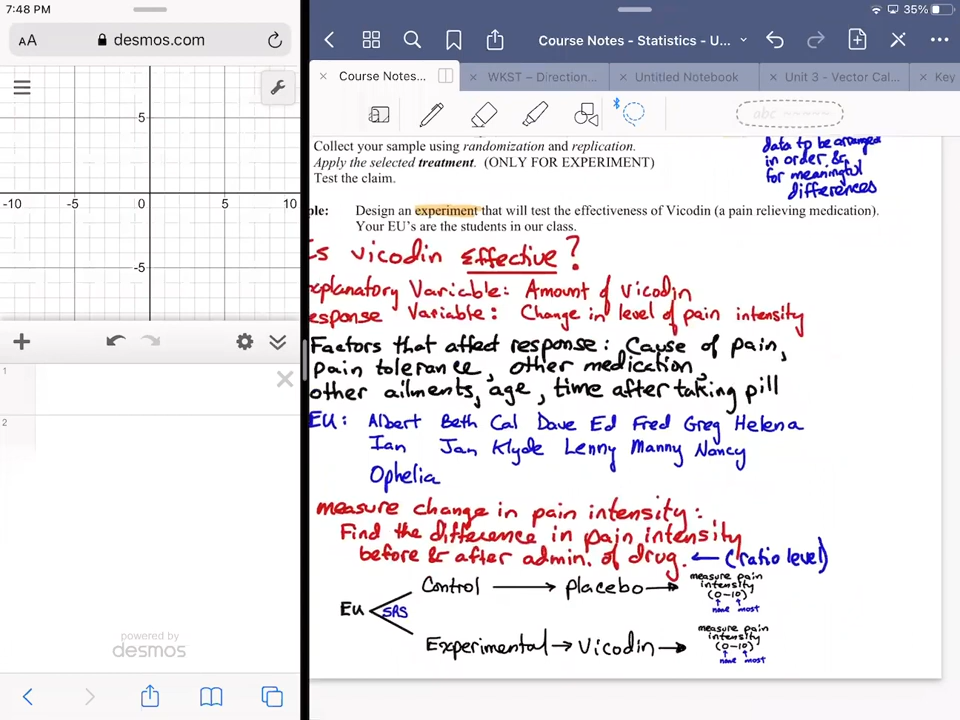 7:48 PM
35%
AA desmos.com
Course Notes - Statistics - U...
Course Notes...
WKST – Direction...
Untitled Notebook
Unit 3 - Vector Cal...
Key
abc
5
-10 -5 0 5 10
-5
1
2
powered by
desmos
Collect your sample using randomization and replication.
Apply the selected treatment. (ONLY FOR EXPERIMENT)
Test the claim.
data to be arranged
in order &
for meaningful
differences
ple: Design an experiment that will test the effectiveness of Vicodin (a pain relieving medication).
Your EU's are the students in our class.
Is vicodin Effective?
xplanatory Variable: Amount of Vicodin
esponse Variable: Change in level of pain intensity
Factors that affect response: Cause of pain,
pain tolerance, other medication,
other ailments, age, time after taking pill
EU: Albert Beth Cal Dave Ed Fred Greg Helena
Ian Jan Klyde Lenny Manny Nancy
Ophelia
measure change in pain intensity:
Find the difference in pain intensity
before & after admin. of drug. ← (ratio level)
Control → placebo →
measure pain
intensity
(0-10)
none most
EU SRS
Experimental → Vicodin →
measure pain
intensity
(0-10)
none most